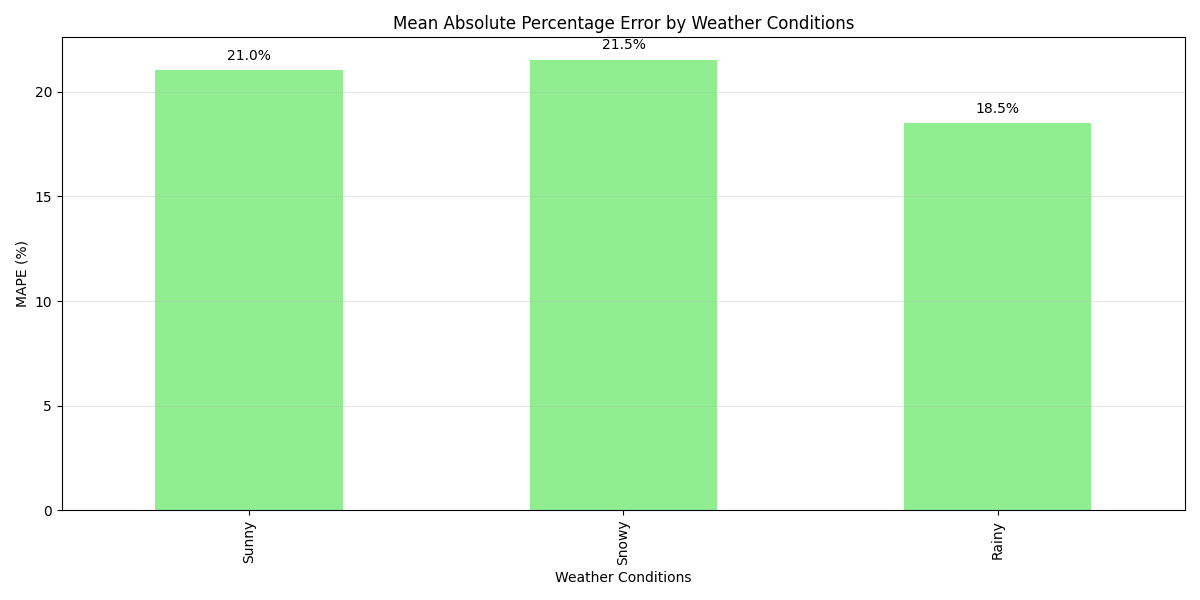 Mean Absolute Percentage Error by Weather Conditions
21.0%
21.5%
18.5%
MAPE (%)
20
15
10
5
0
Sunny
Snowy
Rainy
Weather Conditions